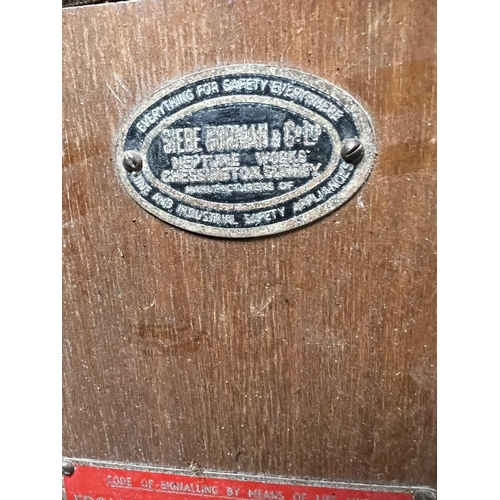 EVERYTHING FOR SAFETY EVERYWHERE
SIEBE GORMAN & Co. LTD
NEPTUNE WORKS
CHESSINGTON, SURREY
MANUFACTURERS OF
AND INDUSTRIAL SAFETY APPLIANCES
CODE OF SIGNALLING BY MEANS OF